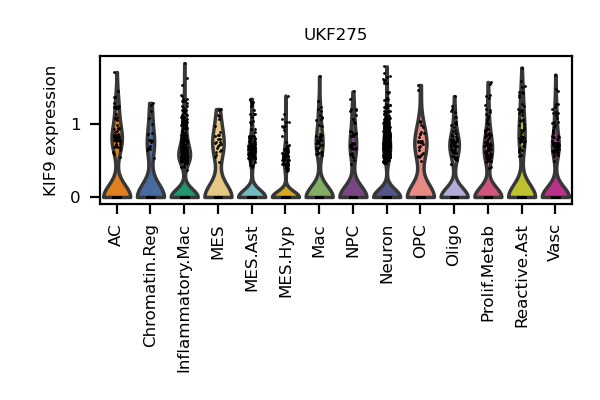 UKF275
KIF9 expression
1
0
AC
Chromatin.Reg
Inflammatory.Mac
MES
MES.Ast
MES.Hyp
Mac
NPC
Neuron
OPC
Oligo
Prolif.Metab
Reactive.Ast
Vasc